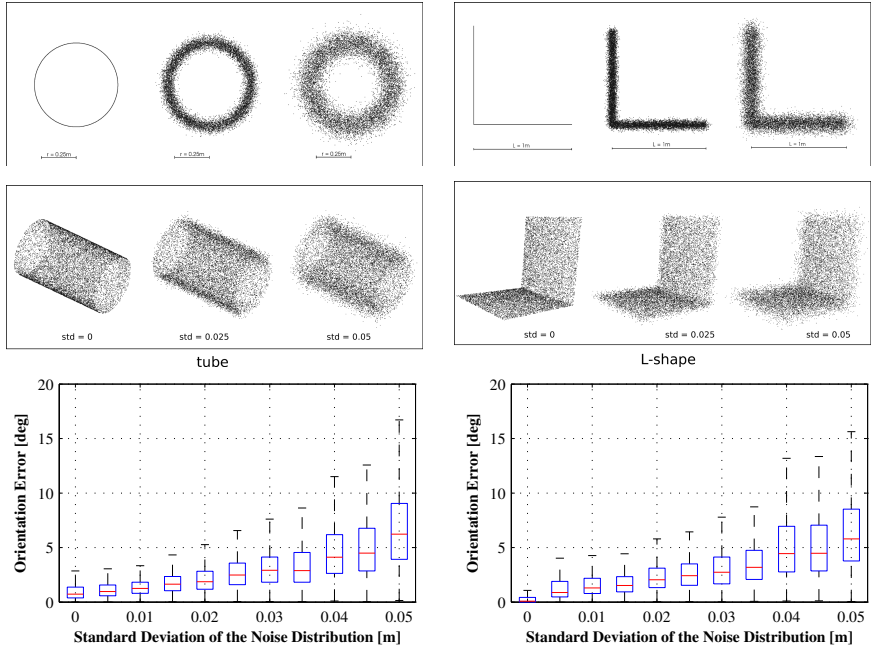 r = 0.25m r = 0.25m r = 0.25m
L = 1m L = 1m L = 1m
std = 0 std = 0.025 std = 0.05
std = 0 std = 0.025 std = 0.05
tube
L-shape
Orientation Error [deg]
20
15
10
5
0
0 0.01 0.02 0.03 0.04 0.05
Standard Deviation of the Noise Distribution [m]
Orientation Error [deg]
20
15
10
5
0
0 0.01 0.02 0.03 0.04 0.05
Standard Deviation of the Noise Distribution [m]